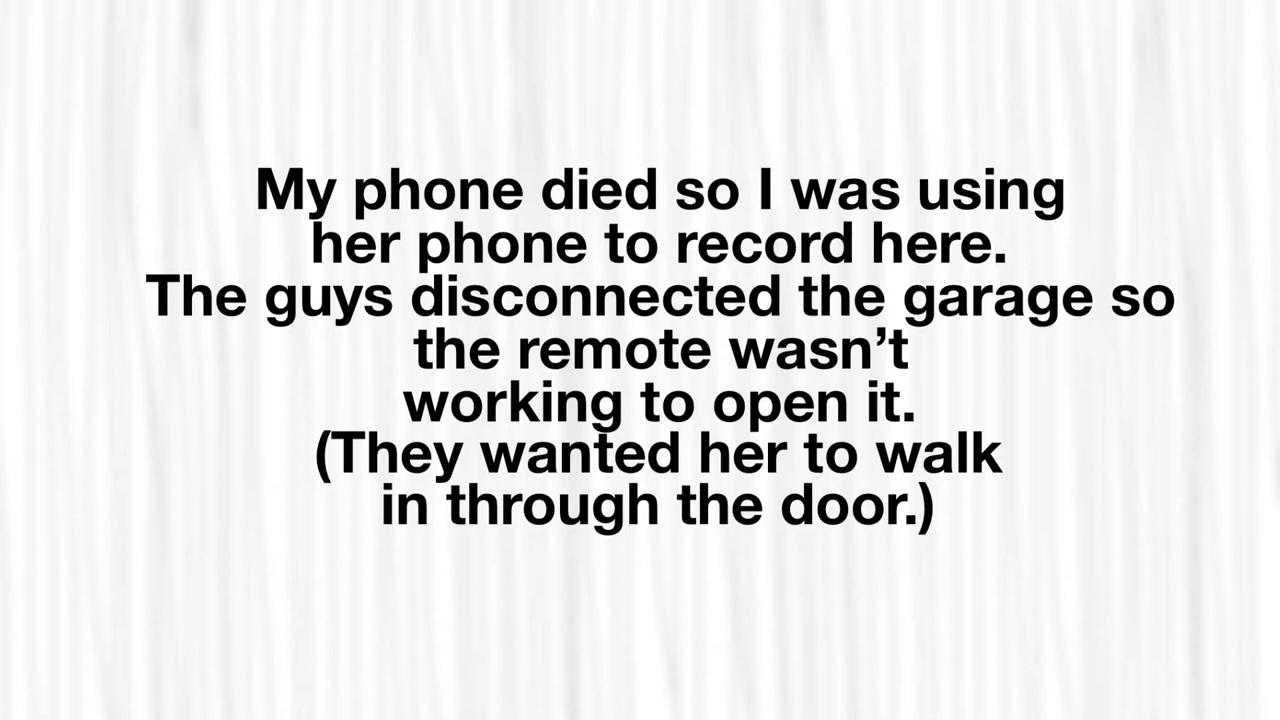 My phone died so I was using
her phone to record here.
The guys disconnected the garage so
the remote wasn’t
working to open it.
(They wanted her to walk
in through the door.)